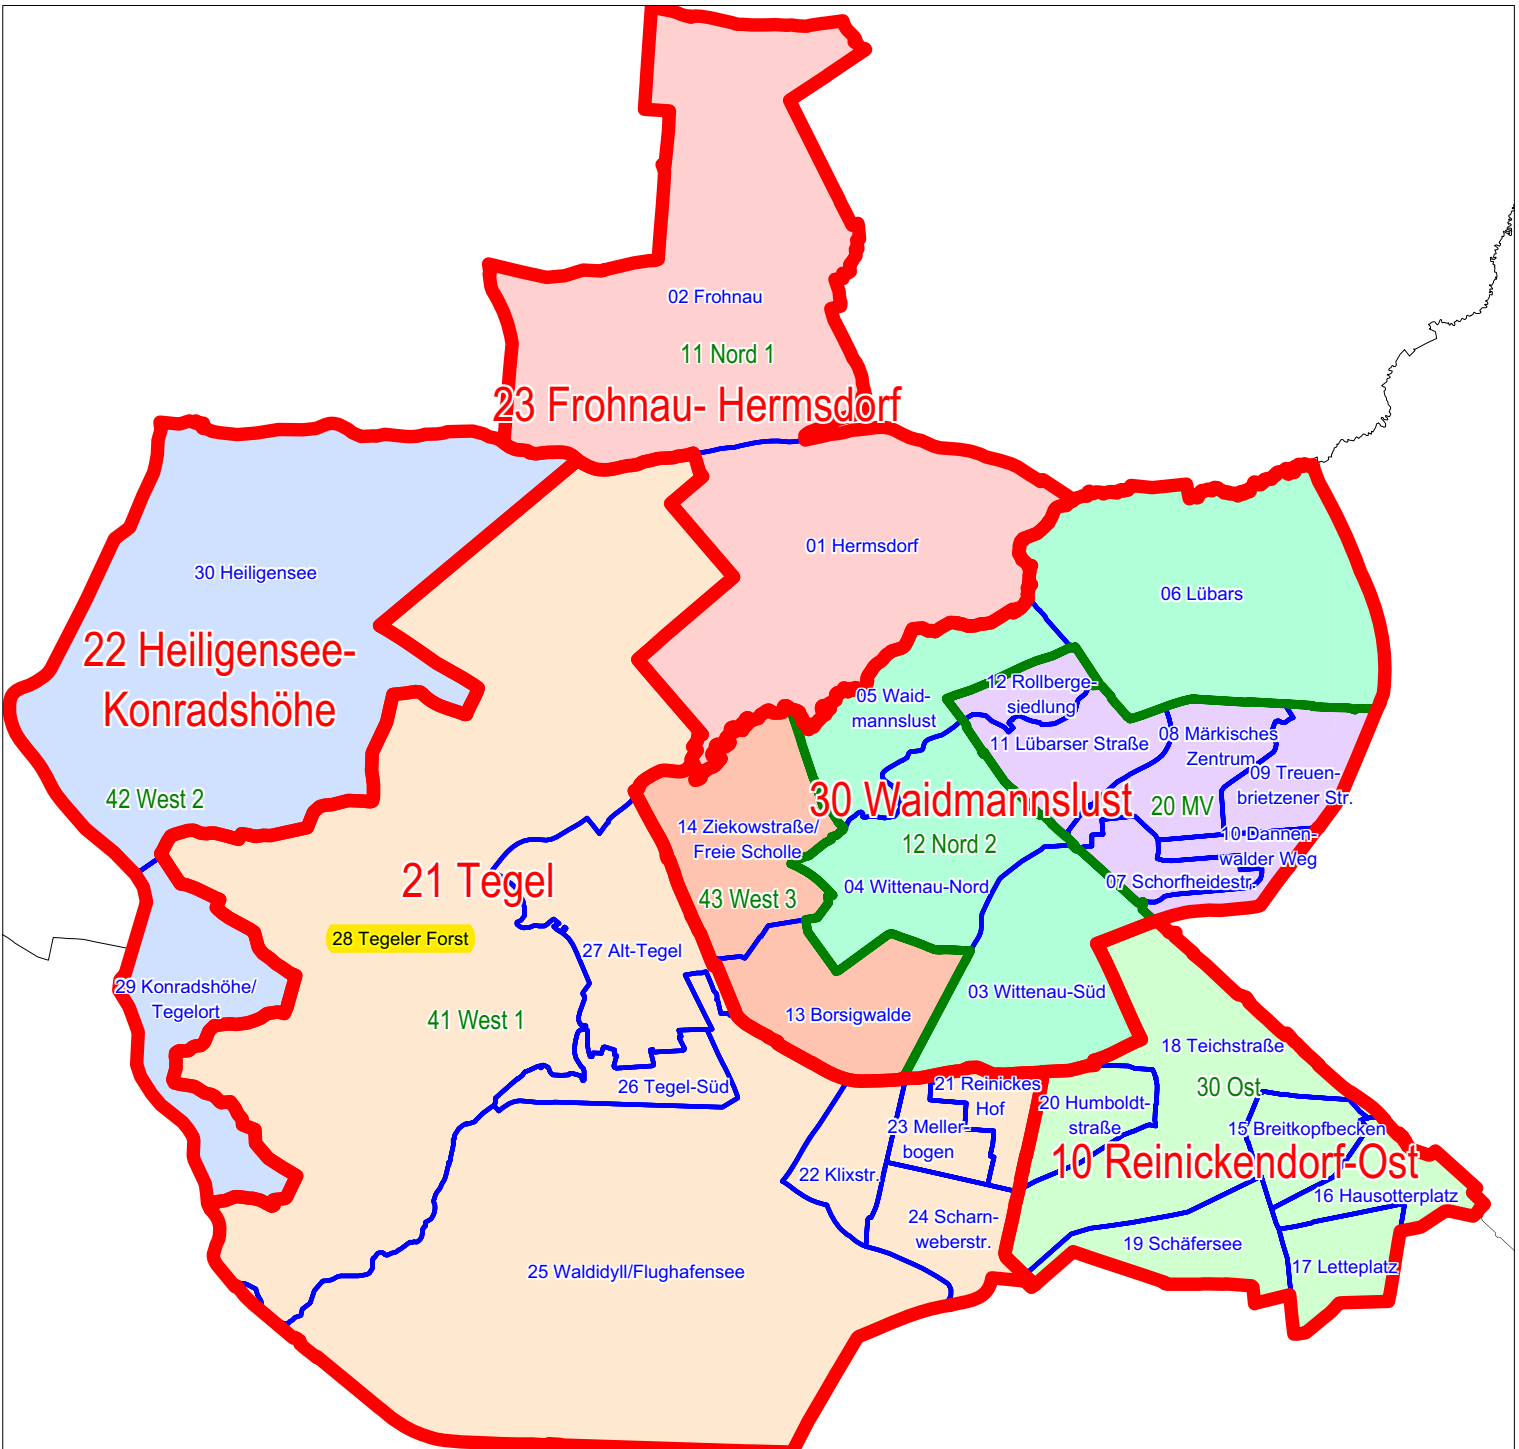 02 Frohnau
11 Nord 1
23 Frohnau- Hermsdorf
01 Hermsdorf
30 Heiligensee
06 Lübars
22 Heiligensee-
Konradshöhe
05 Waid-
mannslust
12 Rollberge-
siedlung
11 Lübarser Straße
08 Märkisches
Zentrum
09 Treuen-
brietzener Str.
42 West 2
30 Waidmannslust
20 MV
14 Ziekowstraße/
Freie Scholle
12 Nord 2
10 Dannen-
walder Weg
21 Tegel
43 West 3
04 Wittenau-Nord
07 Schorfheidestr.
28 Tegeler Forst
27 Alt-Tegel
29 Konradshöhe/
Tegelort
41 West 1
13 Borsigwalde
03 Wittenau-Süd
18 Teichstraße
26 Tegel-Süd
21 Reinickes
Hof
30 Ost
20 Humboldt-
straße
23 Meller-
bogen
15 Breitkopfbecken
10 Reinickendorf-Ost
22 Klixstr.
16 Hausotterplatz
24 Scharn-
weberstr.
19 Schäfersee
17 Letteplatz
25 Waldidyll/Flughafensee